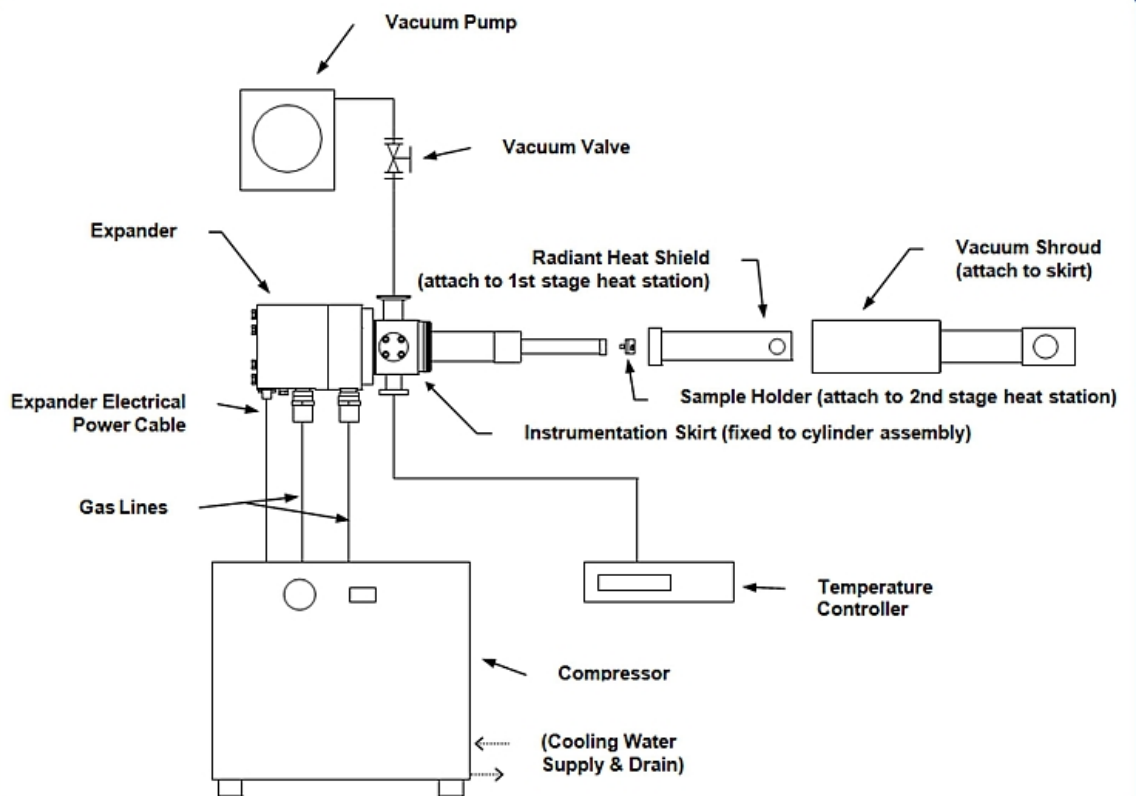 Vacuum Pump
Vacuum Valve
Expander
Radiant Heat Shield
(attach to 1st stage heat station)
Vacuum Shroud
(attach to skirt)
Expander Electrical
Power Cable
Sample Holder (attach to 2nd stage heat station)
Instrumentation Skirt (fixed to cylinder assembly)
Gas Lines
Temperature
Controller
Compressor
(Cooling Water
Supply & Drain)